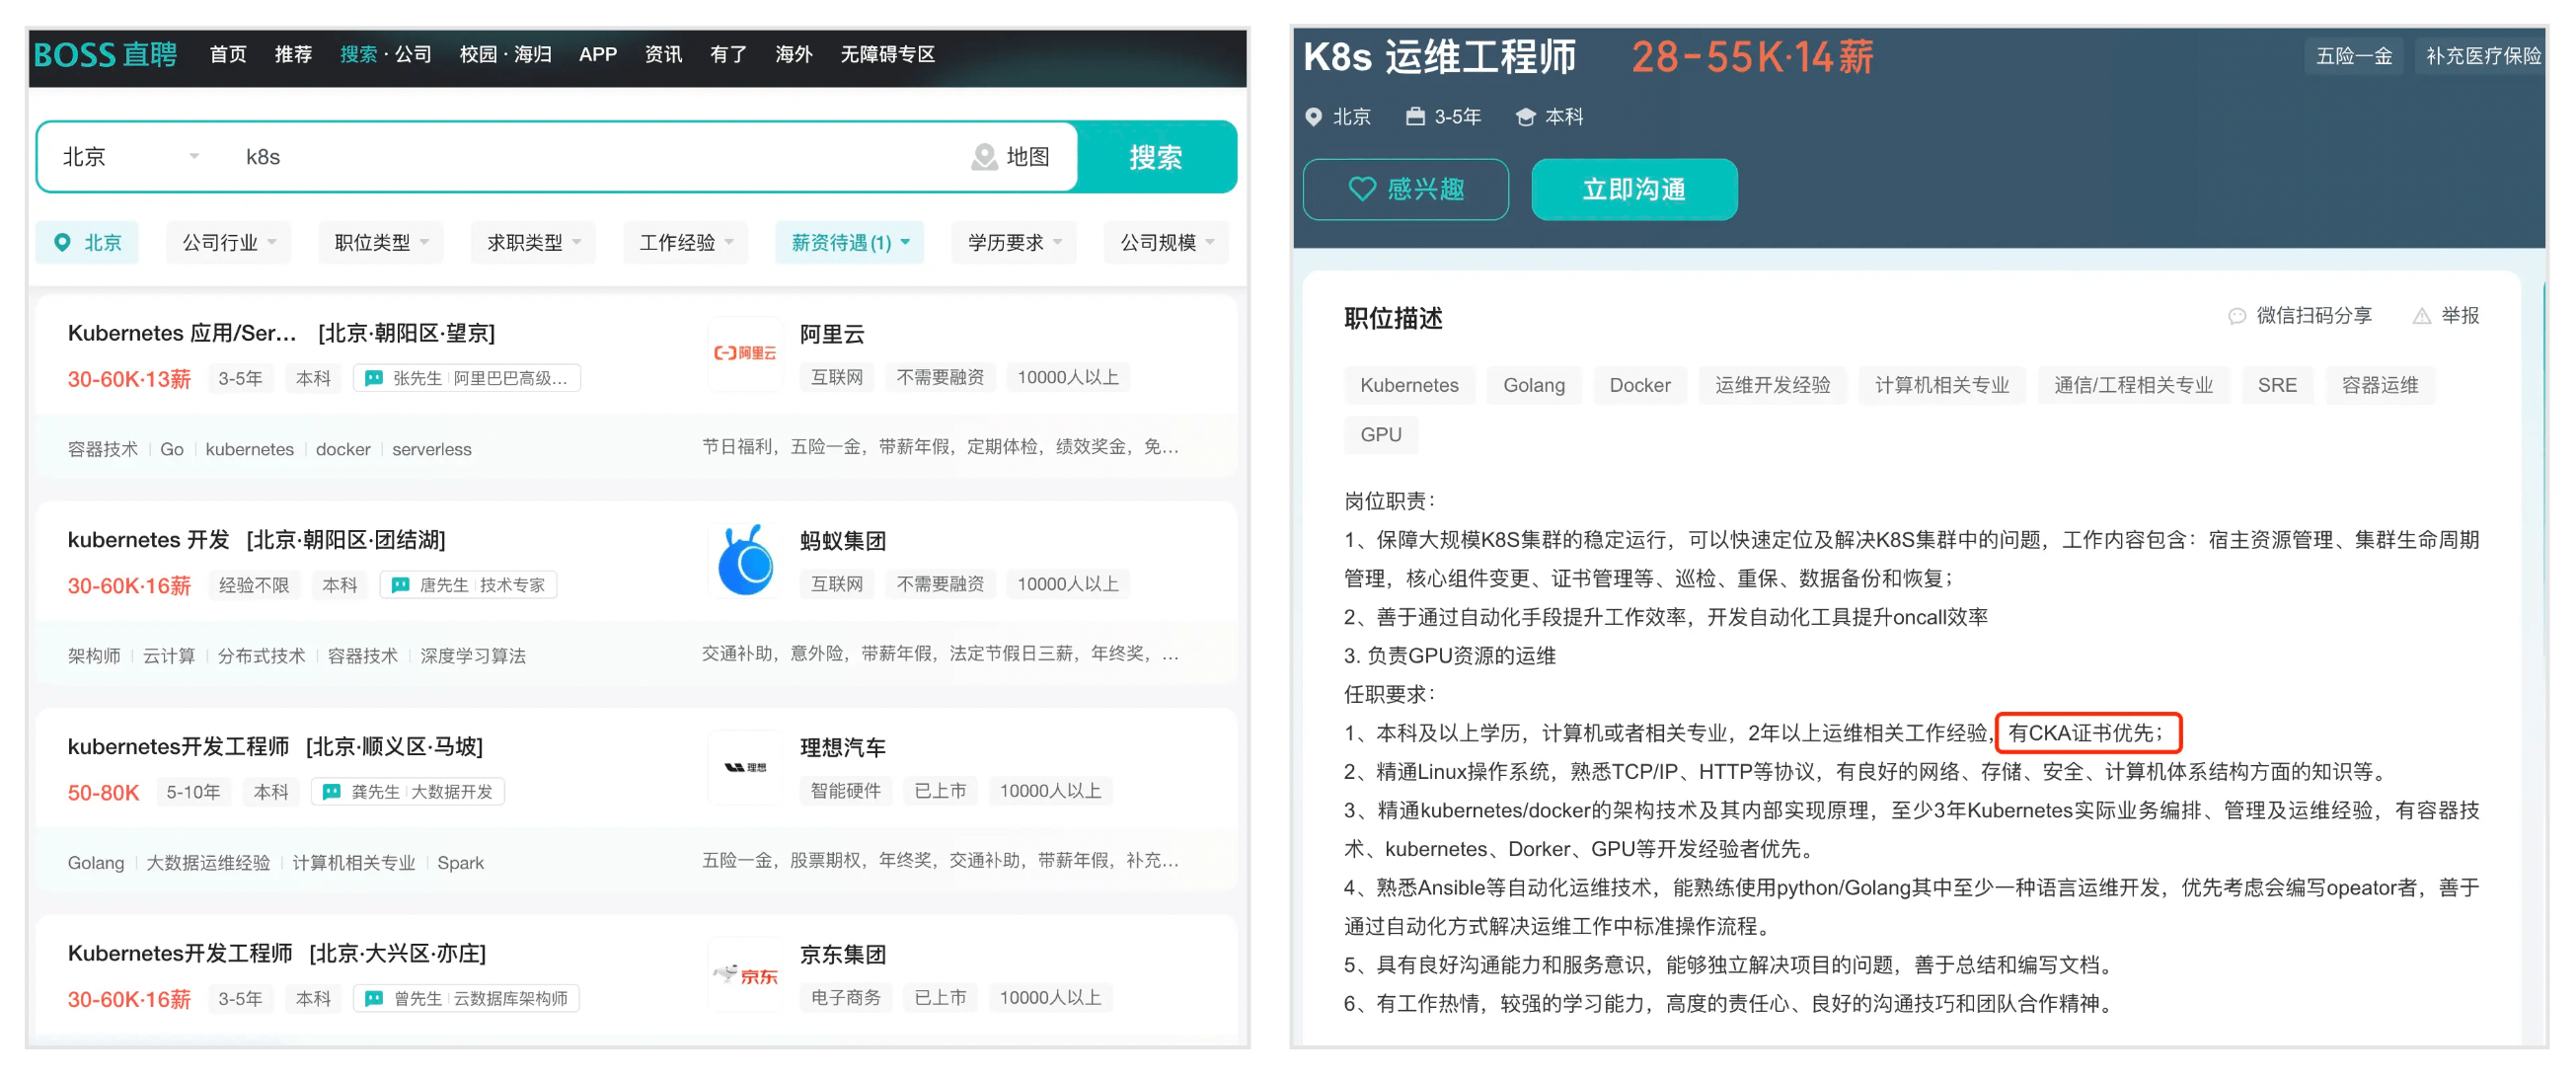 BOSS 直聘 首页 推荐 搜索·公司 校园·海归 APP 资讯 有了 海外 无障碍专区
北京 k8s 地图 搜索
北京 公司行业 职位类型 求职类型 工作经验 薪资待遇(1) 学历要求 公司规模
Kubernetes 应用/Ser... [北京·朝阳区·望京]
30-60K·13薪 3-5年 本科 张先生 阿里巴巴高级...
阿里云
阿里云
互联网 不需要融资 10000人以上
容器技术 Go kubernetes docker serverless
节日福利，五险一金，带薪年假，定期体检，绩效奖金，免...
kubernetes 开发 [北京·朝阳区·团结湖]
30-60K·16薪 经验不限 本科 唐先生 技术专家
蚂蚁集团
互联网 不需要融资 10000人以上
架构师 云计算 分布式技术 容器技术 深度学习算法
交通补助，意外险，带薪年假，法定节假日三薪，年终奖，...
kubernetes开发工程师 [北京·顺义区·马坡]
50-80K 5-10年 本科 龚先生 大数据开发
理想
理想汽车
智能硬件 已上市 10000人以上
Golang 大数据运维经验 计算机相关专业 Spark
五险一金，股票期权，年终奖，交通补助，带薪年假，补充...
Kubernetes开发工程师 [北京·大兴区·亦庄]
30-60K·16薪 3-5年 本科 曾先生 云数据库架构师
京东
京东集团
电子商务 已上市 10000人以上
K8s 运维工程师 28-55K·14薪 五险一金 补充医疗保险
北京 3-5年 本科
感兴趣 立即沟通
职位描述 微信扫码分享 举报
Kubernetes Golang Docker 运维开发经验 计算机相关专业 通信/工程相关专业 SRE 容器运维
GPU
岗位职责：
1、保障大规模K8S集群的稳定运行，可以快速定位及解决K8S集群中的问题，工作内容包含：宿主资源管理、集群生命周期
管理，核心组件变更、证书管理等、巡检、重保、数据备份和恢复；
2、善于通过自动化手段提升工作效率，开发自动化工具提升oncall效率
3. 负责GPU资源的运维
任职要求：
1、本科及以上学历，计算机或者相关专业，2年以上运维相关工作经验，有CKA证书优先；
2、精通Linux操作系统，熟悉TCP/IP、HTTP等协议，有良好的网络、存储、安全、计算机体系结构方面的知识等。
3、精通kubernetes/docker的架构技术及其内部实现原理，至少3年Kubernetes实际业务编排、管理及运维经验，有容器技
术、kubernetes、Dorker、GPU等开发经验者优先。
4、熟悉Ansible等自动化运维技术，能熟练使用python/Golang其中至少一种语言运维开发，优先考虑会编写opeator者，善于
通过自动化方式解决运维工作中标准操作流程。
5、具有良好沟通能力和服务意识，能够独立解决项目的问题，善于总结和编写文档。
6、有工作热情，较强的学习能力，高度的责任心、良好的沟通技巧和团队合作精神。